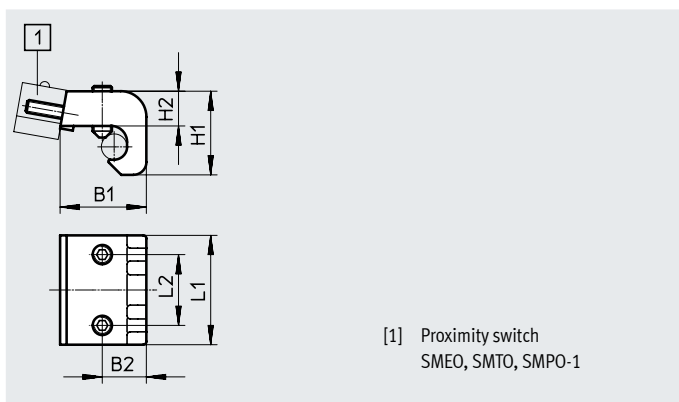 1
H2
H1
B1
L2
L1
B2
[1] Proximity switch
SMEO, SMTO, SMPO-1